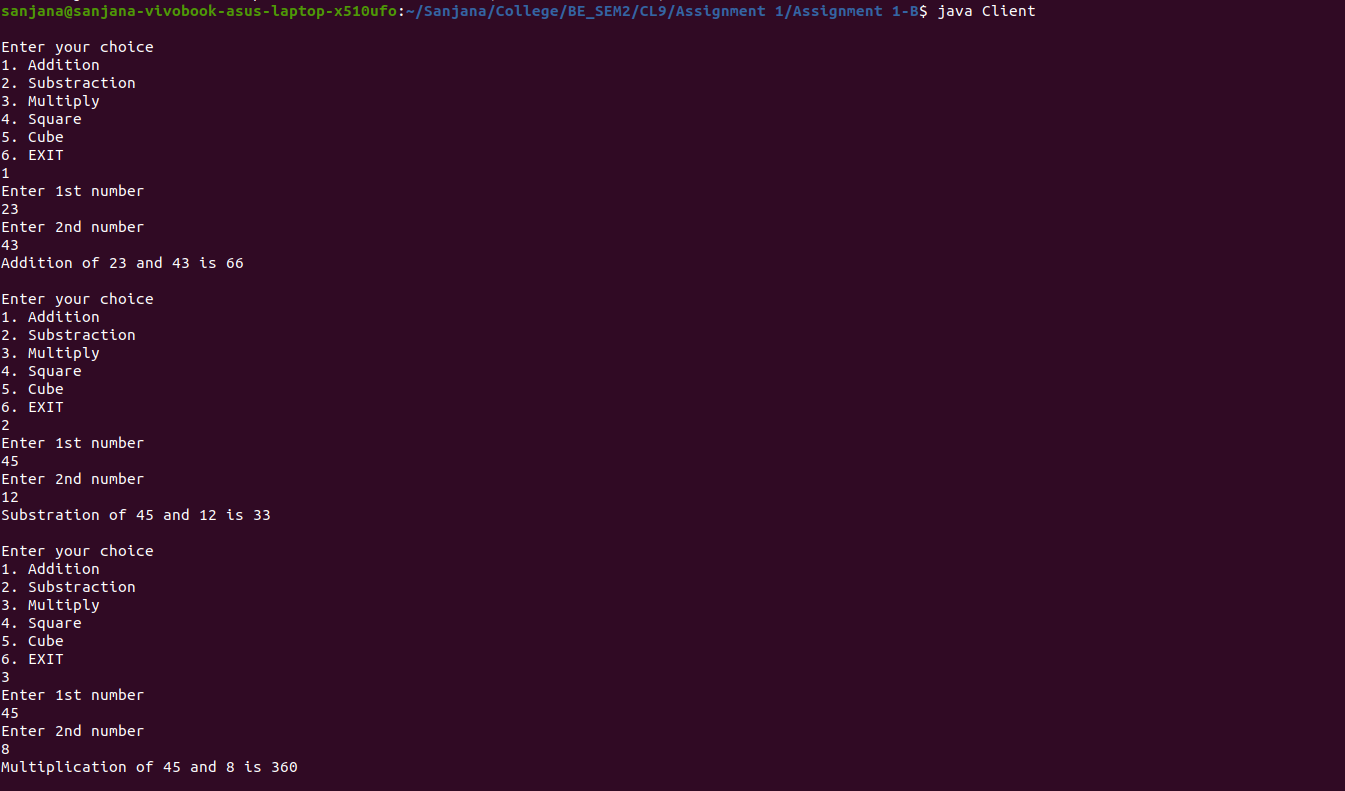 sanjana@sanjana-vivobook-asus-laptop-x510ufo:~/Sanjana/College/BE_SEM2/CL9/Assignment 1/Assignment 1-B$ java Client
Enter your choice
1. Addition
2. Substraction
3. Multiply
4. Square
5. Cube
6. EXIT
1
Enter 1st number
23
Enter 2nd number
43
Addition of 23 and 43 is 66
Enter your choice
1. Addition
2. Substraction
3. Multiply
4. Square
5. Cube
6. EXIT
2
Enter 1st number
45
Enter 2nd number
12
Substration of 45 and 12 is 33
Enter your choice
1. Addition
2. Substraction
3. Multiply
4. Square
5. Cube
6. EXIT
3
Enter 1st number
45
Enter 2nd number
8
Multiplication of 45 and 8 is 360